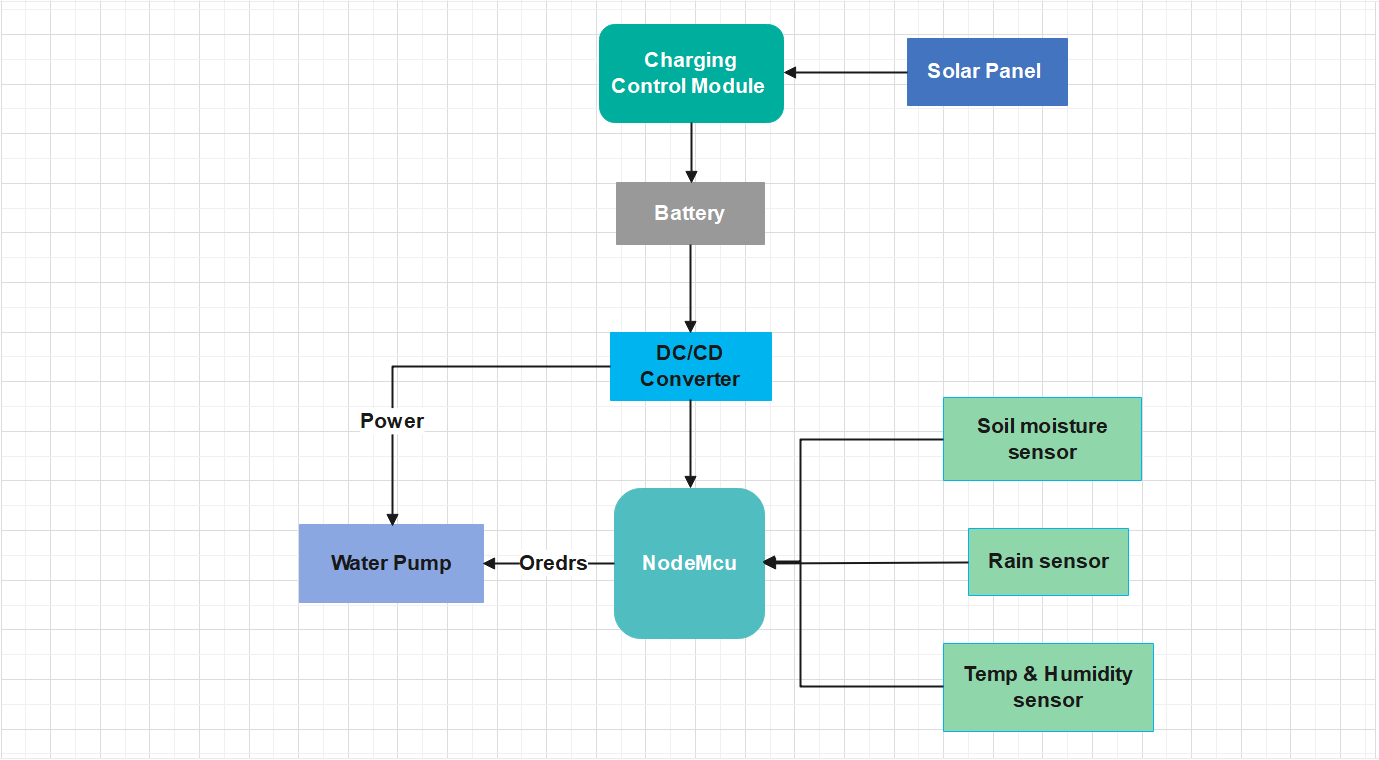 Charging
Control Module
Solar Panel
Battery
DC/CD
Converter
Power
Soil moisture
sensor
Water Pump
Oredrs
NodeMcu
Rain sensor
Temp & Humidity
sensor